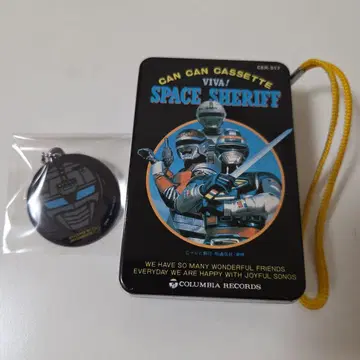 CAN CAN CASSETTE
VIVA!
SPACE SHERIFF
WE HAVE SO MANY WONDERFUL FRIENDS
EVERYDAY WE ARE HAPPY WITH JOYFUL SONGS
COLUMBIA RECORDS